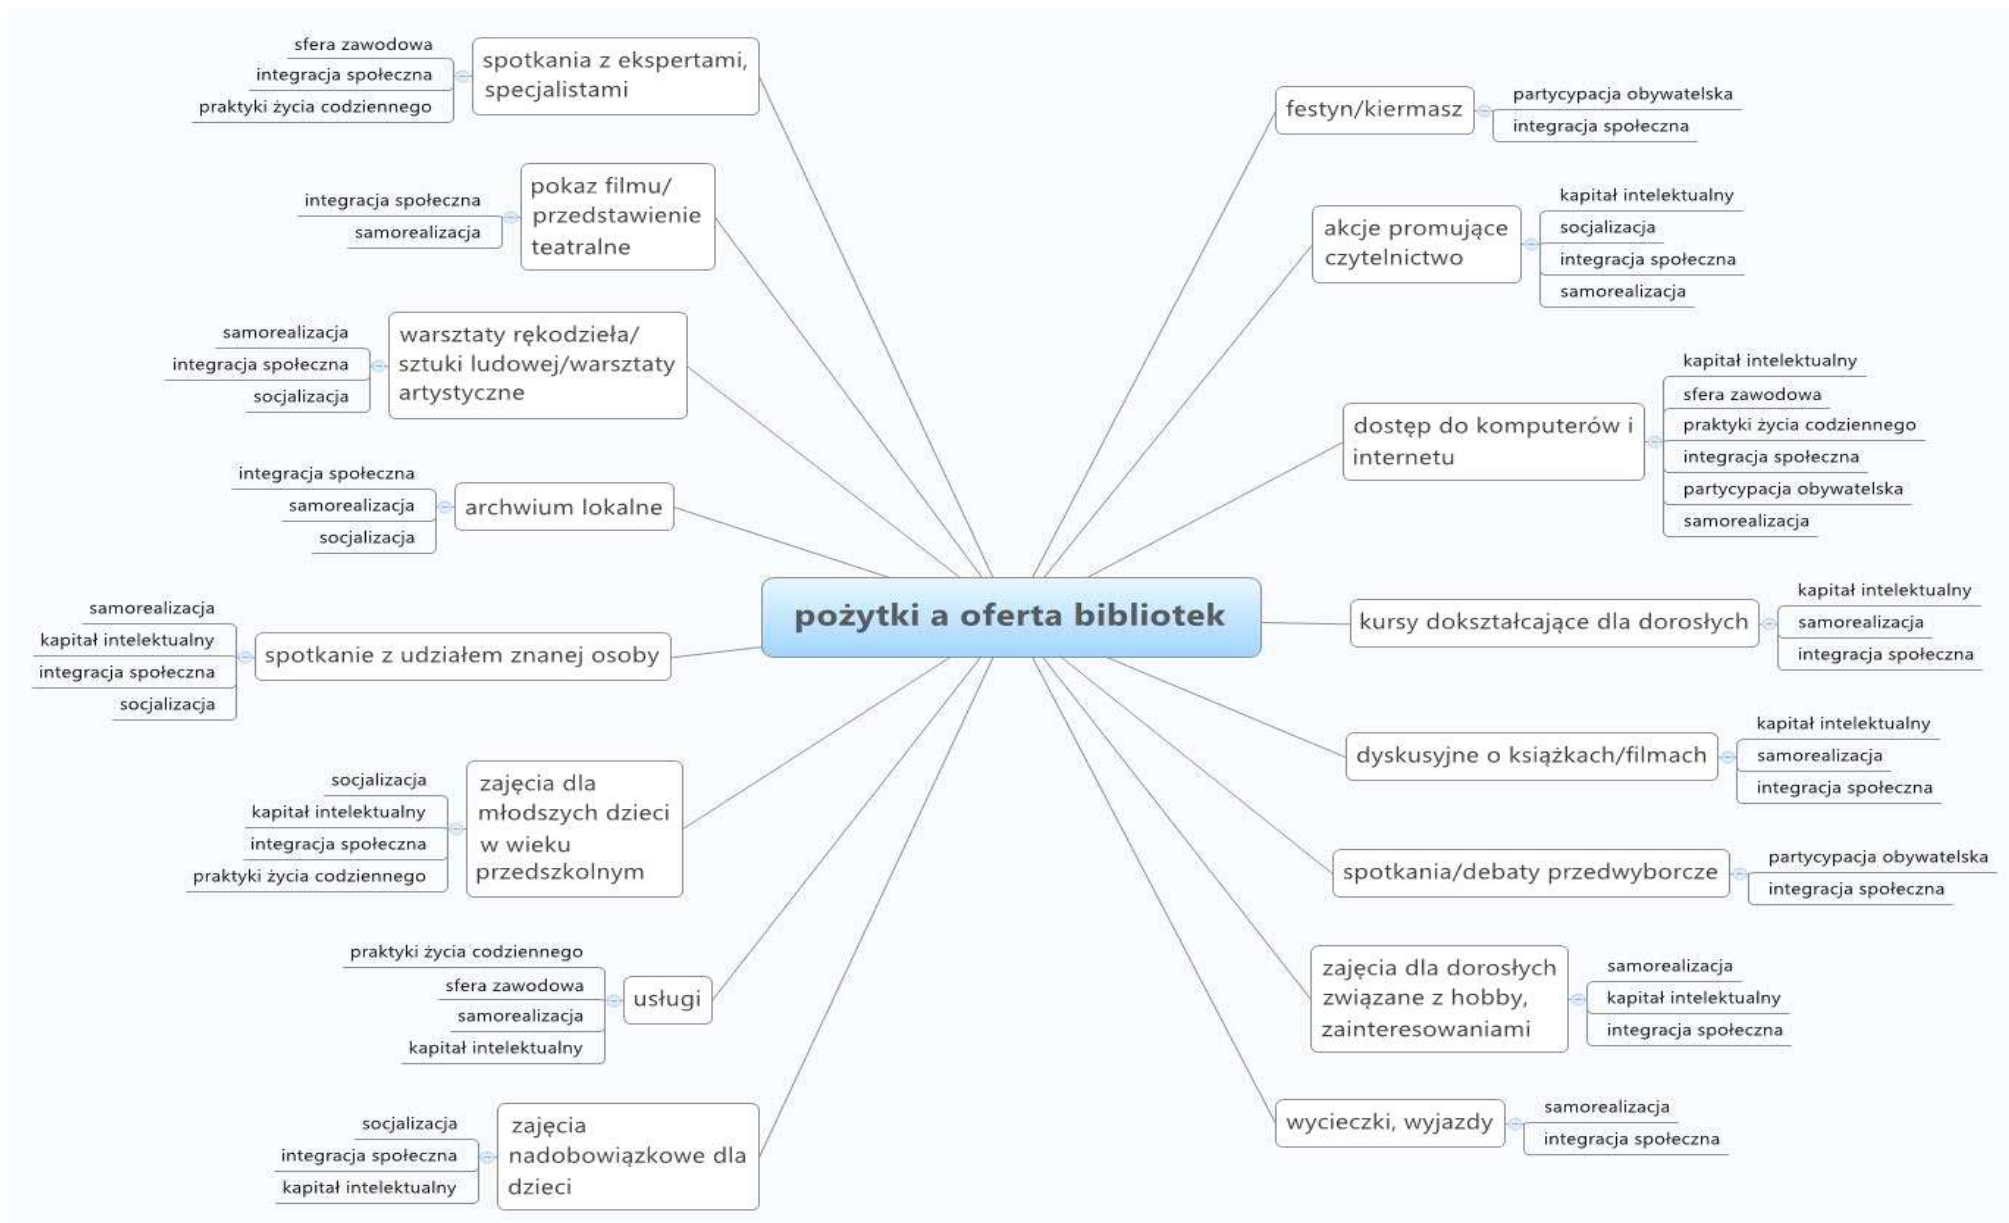 pożytki a oferta bibliotek
spotkania z ekspertami,
specjalistami
sfera zawodowa
integracja społeczna
praktyki życia codziennego
pokaz filmu/
przedstawienie
teatralne
integracja społeczna
samorealizacja
warsztaty rękodzieła/
sztuki ludowej/warsztaty
artystyczne
samorealizacja
integracja społeczna
socjalizacja
archwium lokalne
integracja społeczna
samorealizacja
socjalizacja
spotkanie z udziałem znanej osoby
samorealizacja
kapitał intelektualny
integracja społeczna
socjalizacja
zajęcia dla
młodszych dzieci
w wieku
przedszkolnym
socjalizacja
kapitał intelektualny
integracja społeczna
praktyki życia codziennego
usługi
praktyki życia codziennego
sfera zawodowa
samorealizacja
kapitał intelektualny
zajęcia
nadobowiązkowe dla
dzieci
socjalizacja
integracja społeczna
kapitał intelektualny
festyn/kiermasz
partycypacja obywatelska
integracja społeczna
akcje promujące
czytelnictwo
kapitał intelektualny
socjalizacja
integracja społeczna
samorealizacja
dostęp do komputerów i
internetu
kapitał intelektualny
sfera zawodowa
praktyki życia codziennego
integracja społeczna
partycypacja obywatelska
samorealizacja
kursy dokształcające dla dorosłych
kapitał intelektualny
samorealizacja
integracja społeczna
dyskusyjne o książkach/filmach
kapitał intelektualny
samorealizacja
integracja społeczna
spotkania/debaty przedwyborcze
partycypacja obywatelska
integracja społeczna
zajęcia dla dorosłych
związane z hobby,
zainteresowaniami
samorealizacja
kapitał intelektualny
integracja społeczna
wycieczki, wyjazdy
samorealizacja
integracja społeczna